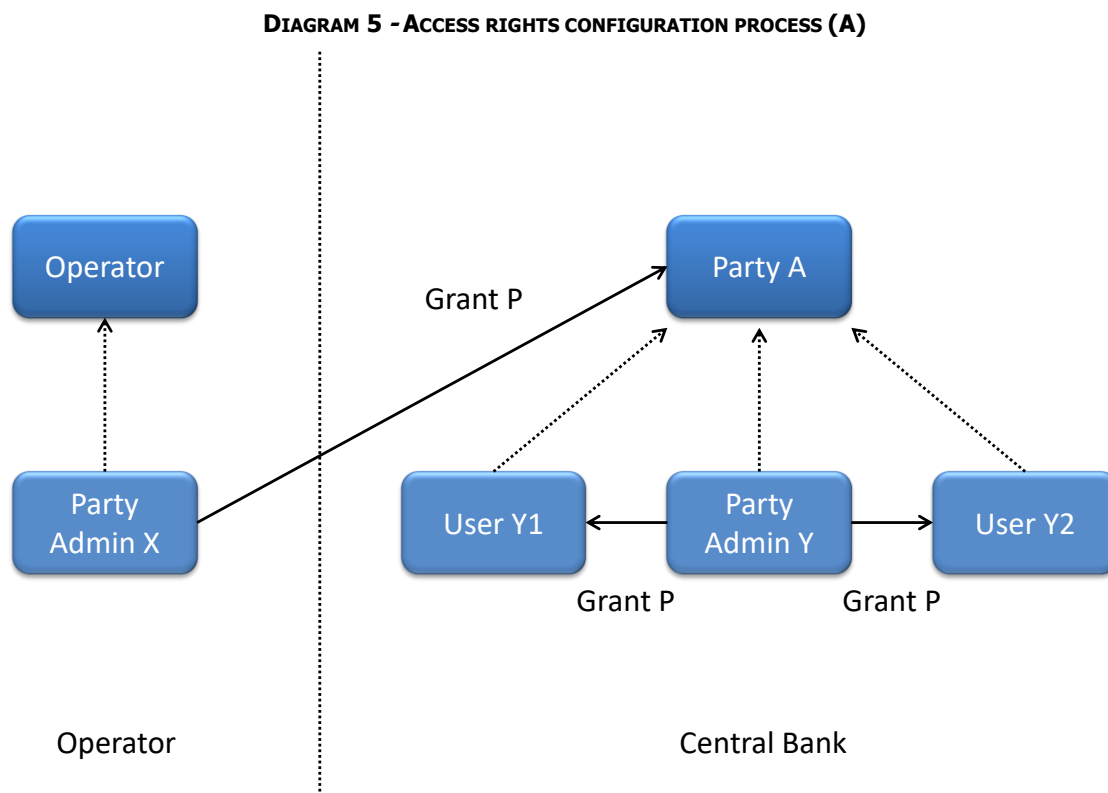 DIAGRAM 5 - ACCESS RIGHTS CONFIGURATION PROCESS (A)
Operator
Party A
Grant P
Party
Admin X
User Y1
Party
Admin Y
User Y2
Grant P
Grant P
Operator
Central Bank